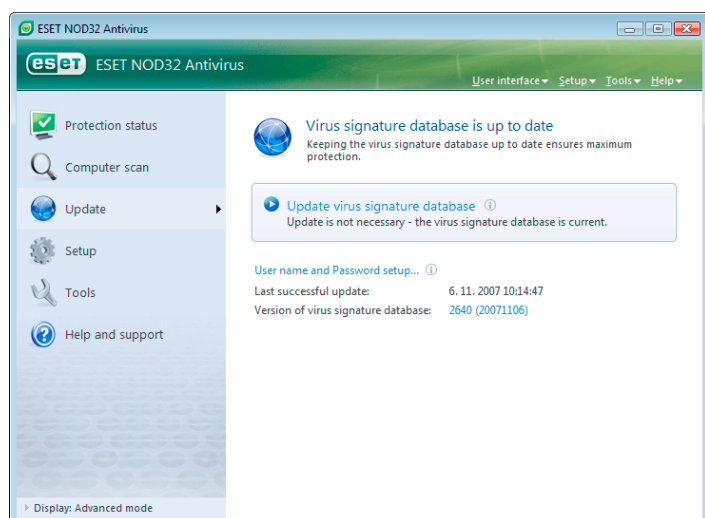 ESET NOD32 Antivirus
eset ESET NOD32 Antivirus
User interface Setup Tools Help
Protection status
Computer scan
Update
Setup
Tools
Help and support
Display: Advanced mode
Virus signature database is up to date
Keeping the virus signature database up to date ensures maximum
protection.
Update virus signature database
Update is not necessary - the virus signature database is current.
User name and Password setup...
Last successful update: 6. 11. 2007 10:14:47
Version of virus signature database: 2640 (20071106)